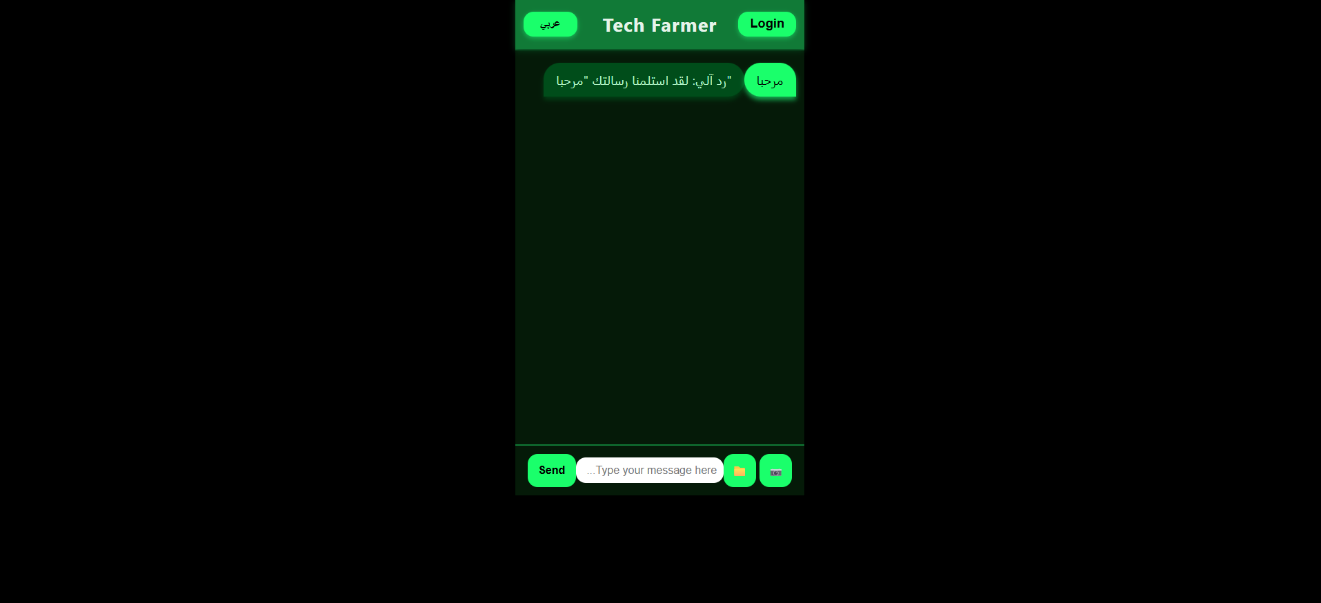 عربي
Tech Farmer
Login
مرحبا
"رد آلي: لقد استلمنا رسالتك "مرحبا
Send
...Type your message here